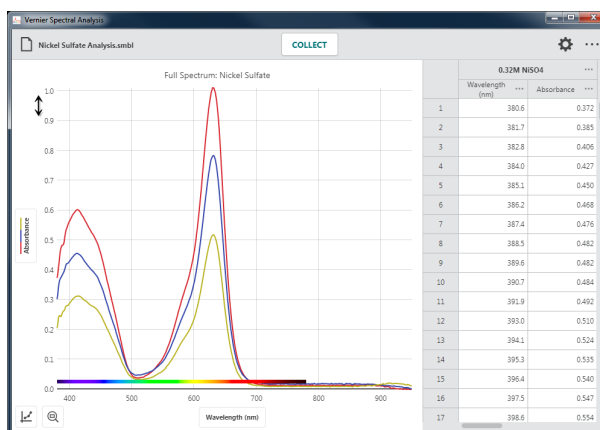 Vernier Spectral Analysis
Nickel Sulfate Analysis.smbl
COLLECT
Full Spectrum: Nickel Sulfate
1.0
0.9
0.8
0.7
0.6
0.5
0.4
0.3
0.2
0.1
0.0
Absorbance
400 500 600 700 800 900
Wavelength (nm)
0.32M NiSO4
Wavelength (nm) Absorbance
1 380.6 0.372
2 381.7 0.385
3 382.8 0.406
4 384.0 0.427
5 385.1 0.450
6 386.2 0.468
7 387.4 0.476
8 388.5 0.482
9 389.6 0.482
10 390.7 0.484
11 391.9 0.492
12 393.0 0.510
13 394.1 0.524
14 395.3 0.535
15 396.4 0.540
16 397.5 0.547
17 398.6 0.554